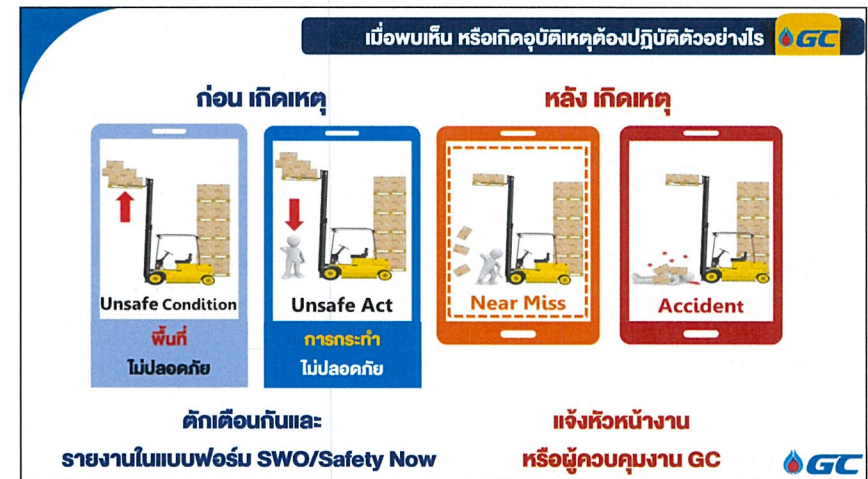 เมื่อพบเห็น หรือเกิดอุบัติเหตุต้องปฏิบัติตัวอย่างไร
GC
ก่อน เกิดเหตุ
หลัง เกิดเหตุ
Unsafe Condition
Unsafe Act
Near Miss
Accident
พื้นที่
ไม่ปลอดภัย
การกระทำ
ไม่ปลอดภัย
ตักเตือนกันและ
รายงานในแบบฟอร์ม SWO/Safety Now
แจ้งหัวหน้างาน
หรือผู้ควบคุมงาน GC
GC